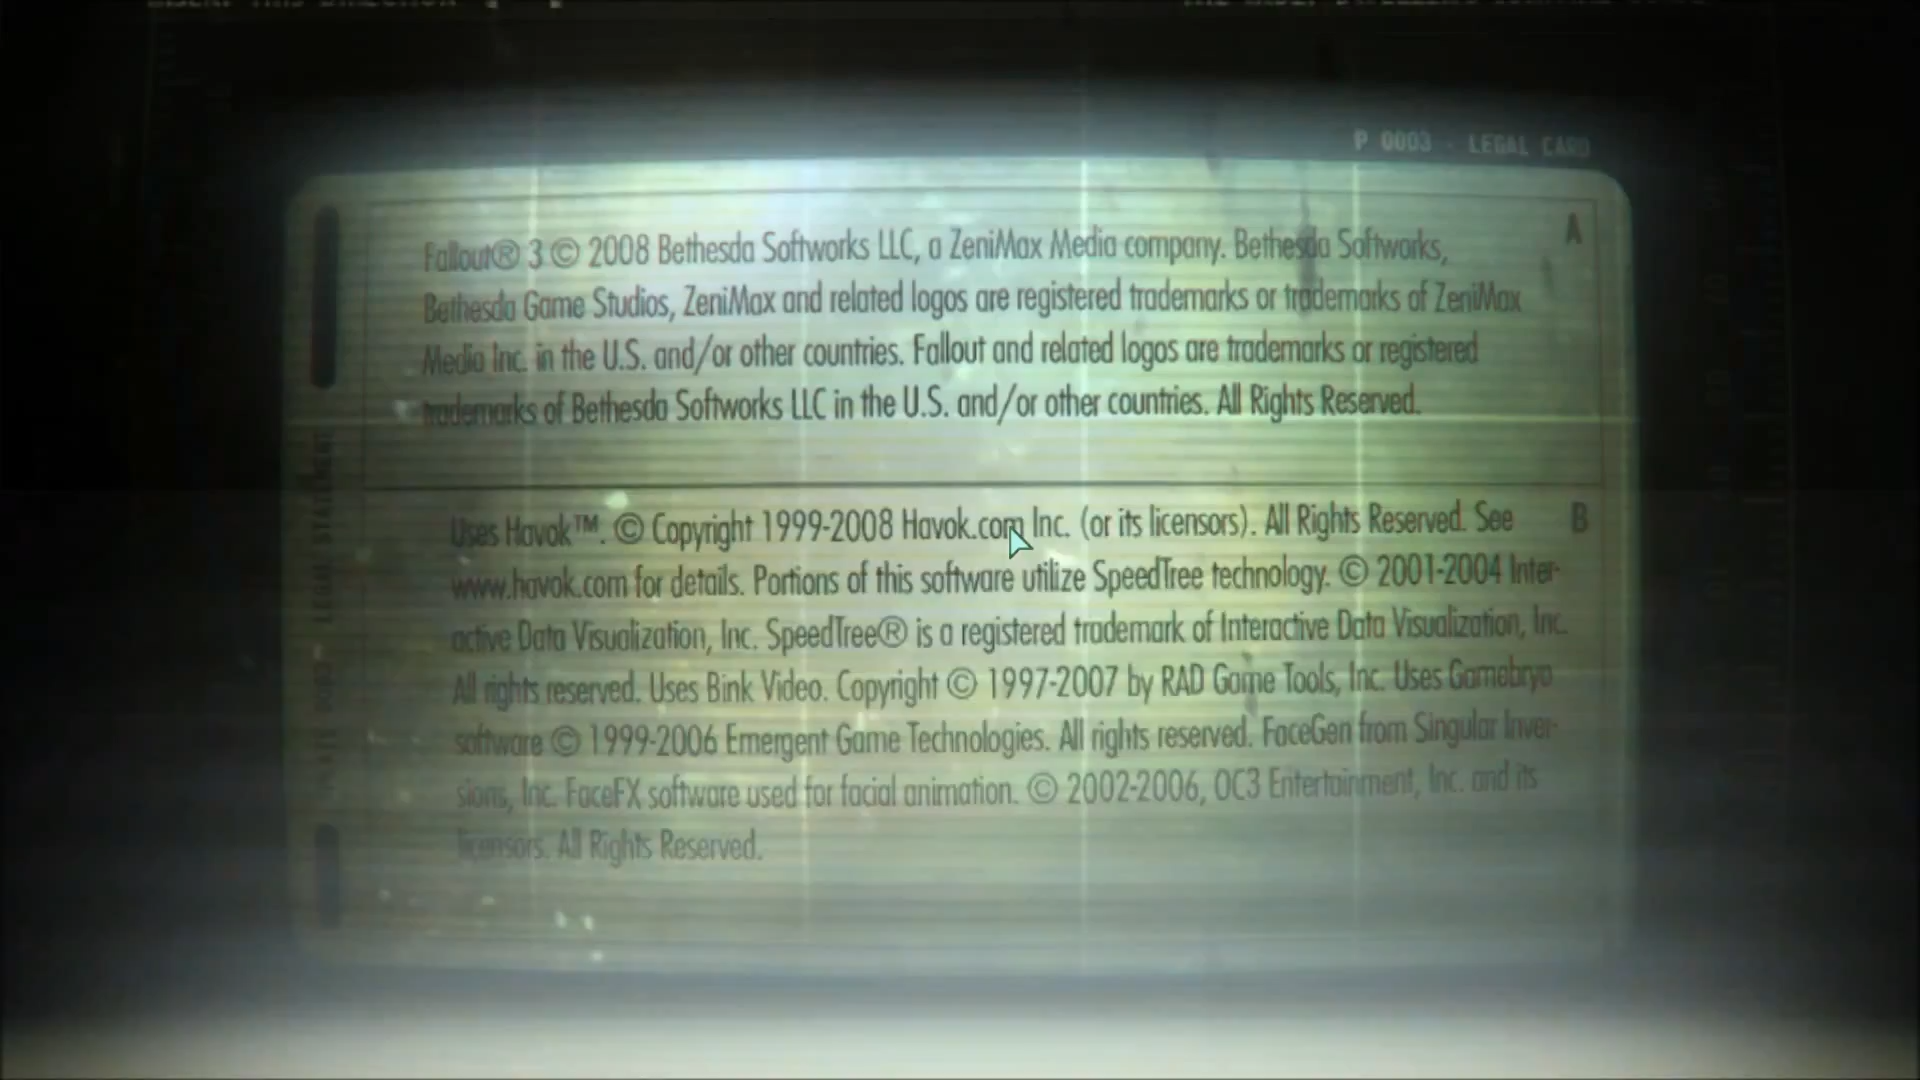 P 0003 - LEGAL CARD
A
Fallout® 3 © 2008 Bethesda Softworks LLC, a ZeniMax Media company. Bethesda Softworks,
Bethesda Game Studios, ZeniMax and related logos are registered trademarks or trademarks of ZeniMax
Media Inc. in the U.S. and/or other countries. Fallout and related logos are trademarks or registered
trademarks of Bethesda Softworks LLC in the U.S. and/or other countries. All Rights Reserved.
B
Uses Havok™. © Copyright 1999-2008 Havok.com Inc. (or its licensors). All Rights Reserved. See
www.havok.com for details. Portions of this software utilize SpeedTree technology. © 2001-2004 Inter-
active Data Visualization, Inc. SpeedTree® is a registered trademark of Interactive Data Visualization, Inc.
All rights reserved. Uses Bink Video. Copyright © 1997-2007 by RAD Game Tools, Inc. Uses Gamebryo
software © 1999-2006 Emergent Game Technologies. All rights reserved. FaceGen from Singular Inver-
sions, Inc. FaceFX software used for facial animation. © 2002-2006, OC3 Entertainment, Inc. and its
licensors. All Rights Reserved.
LEGAL STATEMENT